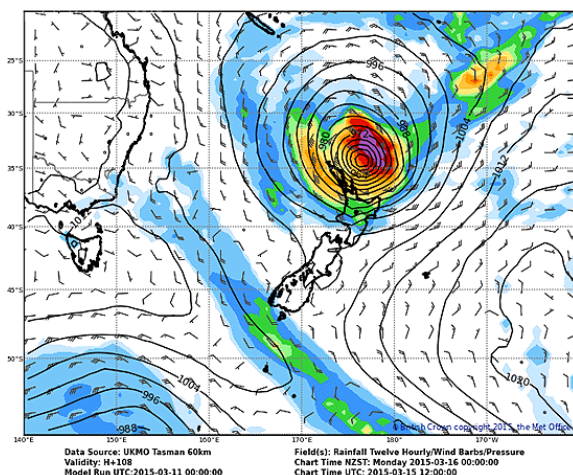 996
25°S
1004
30°S
980
972
988
1012
35°S
40°S
45°S
50°S
1004
996
988
1020
© British Crown copyright 2015, the Met Office
140°E 150°E 160°E 170°E 180° 170°W
Data Source: UKMO Tasman 60km Field(s): Rainfall Twelve Hourly/Wind Barbs/Pressure
Validity: H+108 Chart Time NZST: Monday 2015-03-16 00:00:00
Model Run UTC:2015-03-11 00:00:00 Chart Time UTC: 2015-03-15 12:00:00